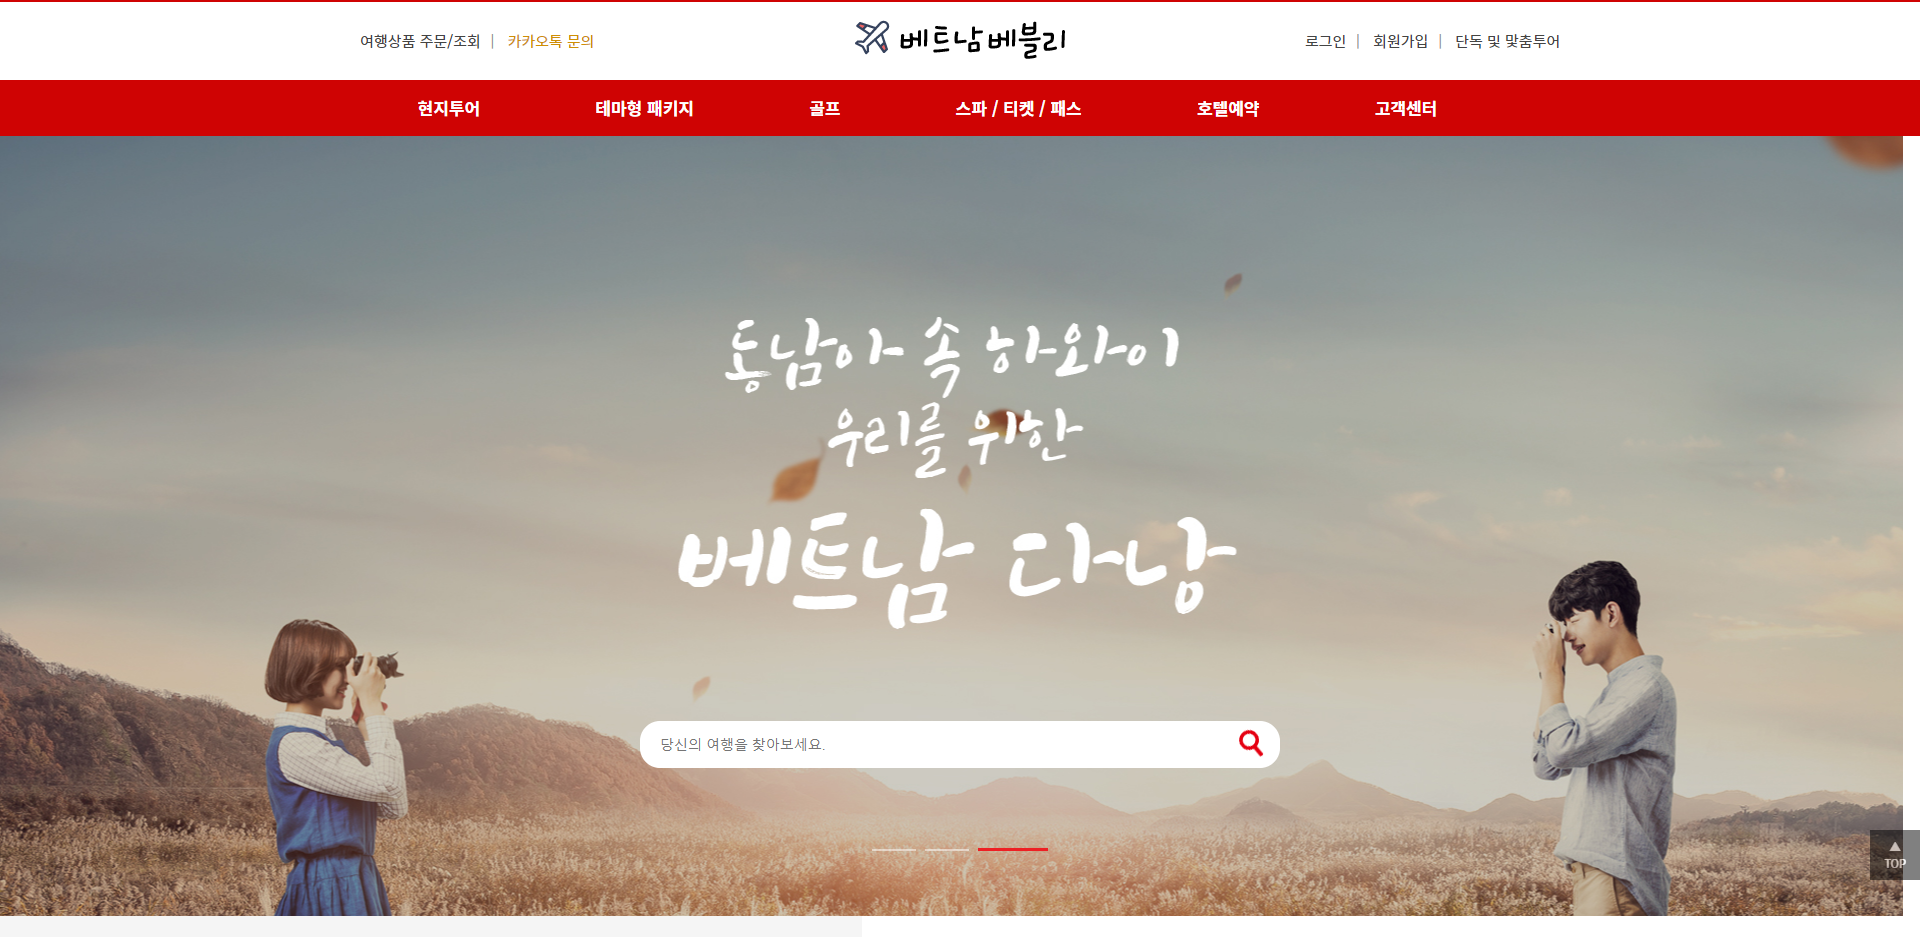 여행상품 주문/조회 | 카카오톡 문의
베트남베블리
로그인 | 회원가입 | 단독 및 맞춤투어
현지투어 테마형 패키지 골프 스파 / 티켓 / 패스 호텔예약 고객센터
동남아 속 하와이
우리를 위한
베트남 다낭
당신의 여행을 찾아보세요.
▲
TOP